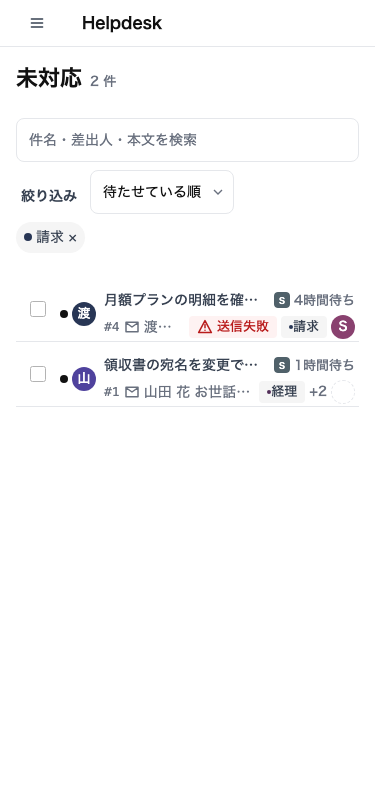 Helpdesk
未対応 2 件
件名・差出人・本文を検索
絞り込み 待たせている順
請求 ×
月額プランの明細を確… S 4時間待ち
渡 #4 渡… 送信失敗 •請求 S
領収書の宛名を変更で… S 1時間待ち
山 #1 山田 花 お世話… •経理 +2